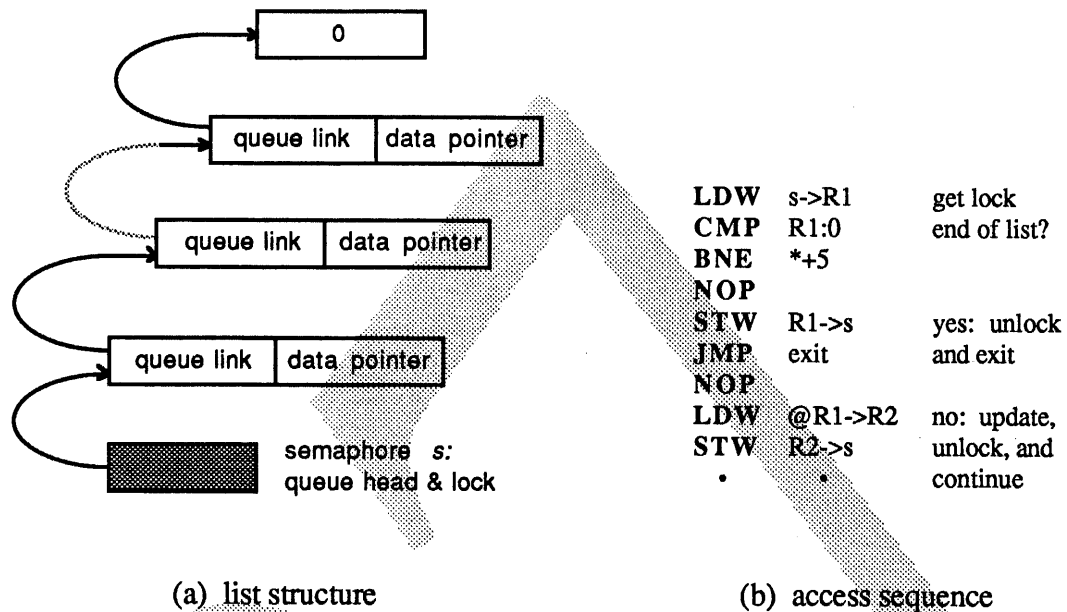 0
queue link data pointer
queue link data pointer
queue link data pointer
semaphore s:
queue head & lock
(a) list structure
LDW s->R1 get lock
CMP R1:0 end of list?
BNE *+5
NOP
STW R1->s yes: unlock
JMP exit and exit
NOP
LDW @R1->R2 no: update,
STW R2->s unlock, and
• • continue
(b) access sequence